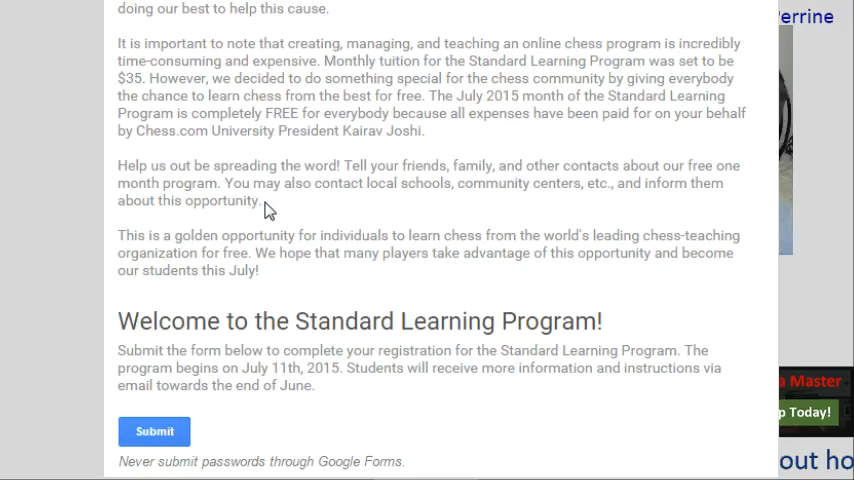 doing our best to help this cause.
Perrine
It is important to note that creating, managing, and teaching an online chess program is incredibly
time-consuming and expensive. Monthly tuition for the Standard Learning Program was set to be
$35. However, we decided to do something special for the chess community by giving everybody
the chance to learn chess from the best for free. The July 2015 month of the Standard Learning
Program is completely FREE for everybody because all expenses have been paid for on your behalf
by Chess.com University President Kairav Joshi.
Help us out be spreading the word! Tell your friends, family, and other contacts about our free one
month program. You may also contact local schools, community centers, etc., and inform them
about this opportunity.
This is a golden opportunity for individuals to learn chess from the world's leading chess-teaching
organization for free. We hope that many players take advantage of this opportunity and become
our students this July!
Welcome to the Standard Learning Program!
Submit the form below to complete your registration for the Standard Learning Program. The
program begins on July 11th, 2015. Students will receive more information and instructions via
email towards the end of June.
a Master
p Today!
Submit
Never submit passwords through Google Forms.
out ho